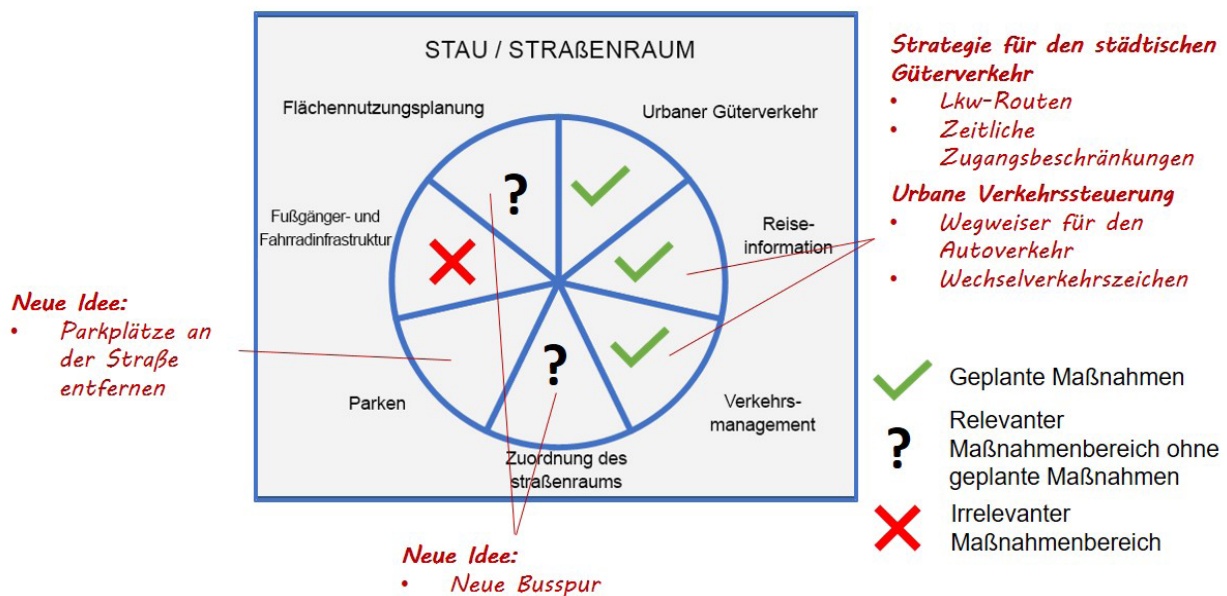 STAU / STRAßENRAUM
Flächennutzungsplanung
Urbaner Güterverkehr
Fußgänger- und
Fahrradinfrastruktur
Reise-
information
Parken
Verkehrs-
management
Zuordnung des
straßenraums
?
?
Neue Idee:
• Parkplätze an
der Straße
entfernen
Neue Idee:
• Neue Busspur
Strategie für den städtischen
Güterverkehr
• Lkw-Routen
• Zeitliche
Zugangsbeschränkungen
Urbane Verkehrssteuerung
• Wegweiser für den
Autoverkehr
• Wechselverkehrszeichen
Geplante Maßnahmen
?
Relevanter
Maßnahmenbereich ohne
geplante Maßnahmen
Irrelevanter
Maßnahmenbereich